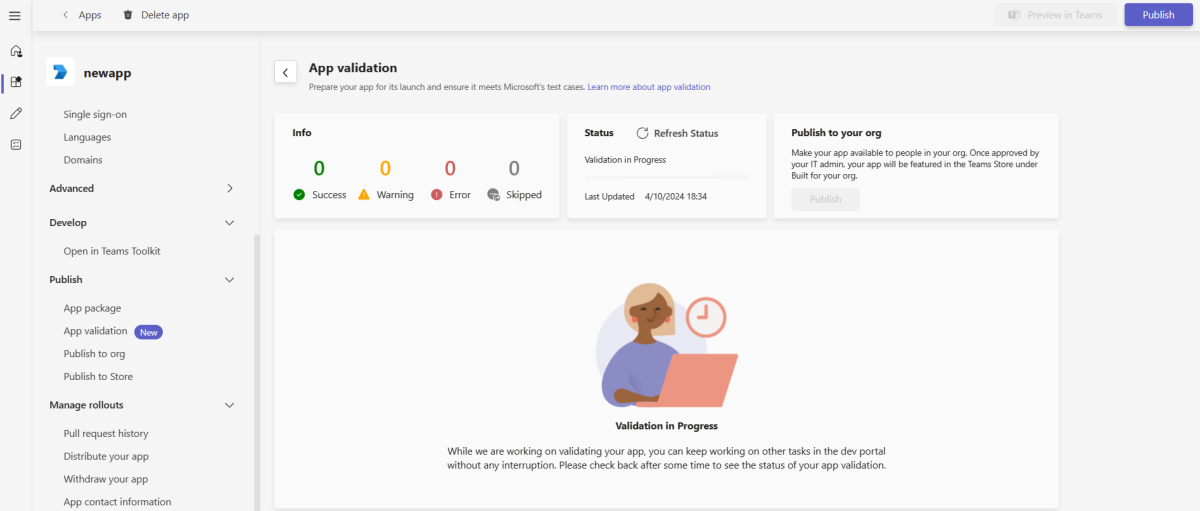 Apps
Delete app
Preview in Teams
Publish
newapp
Single sign-on
Languages
Domains
Advanced
Develop
Open in Teams Toolkit
Publish
App package
App validation New
Publish to org
Publish to Store
Manage rollouts
Pull request history
Distribute your app
Withdraw your app
App contact information
App validation
Prepare your app for its launch and ensure it meets Microsoft's test cases. Learn more about app validation
Info
0 0 0 0
Success Warning Error Skipped
Status Refresh Status
Validation in Progress
Last Updated 4/10/2024 18:34
Publish to your org
Make your app available to people in your org. Once approved by
your IT admin, your app will be featured in the Teams Store under
Built for your org.
Publish
Validation in Progress
While we are working on validating your app, you can keep working on other tasks in the dev portal
without any interruption. Please check back after some time to see the status of your app validation.